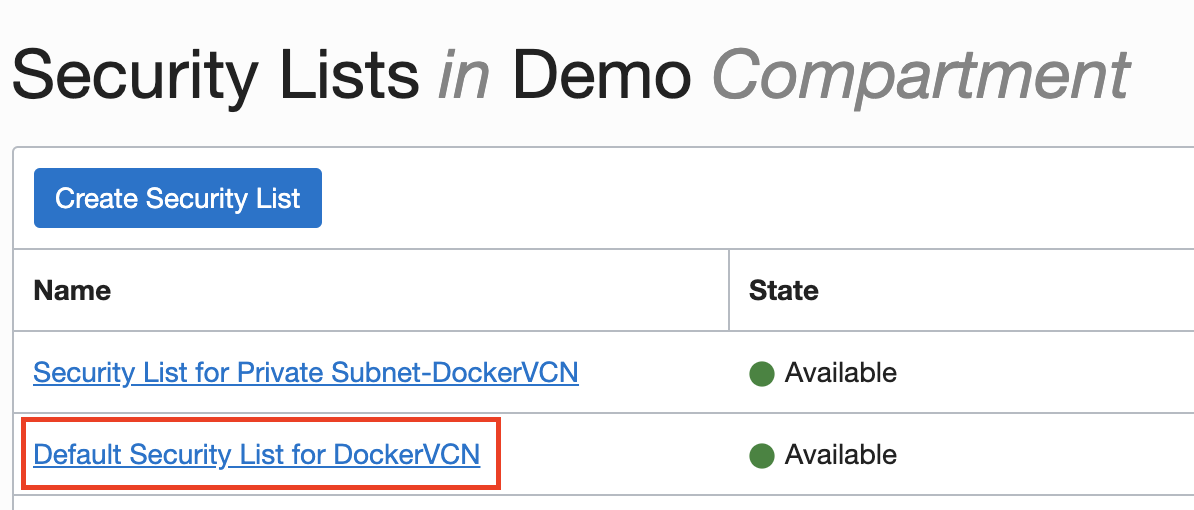 Security Lists in Demo Compartment
Create Security List
Name State
Security List for Private Subnet-DockerVCN Available
Default Security List for DockerVCN Available